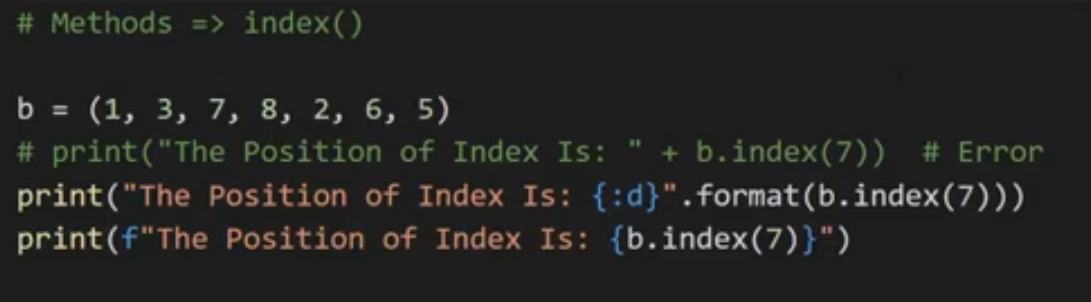 # Methods => index()
b = (1, 3, 7, 8, 2, 6, 5)
# print("The Position of Index Is: " + b.index(7))  # Error
print("The Position of Index Is: {:d}".format(b.index(7)))
print(f"The Position of Index Is: {b.index(7)}")